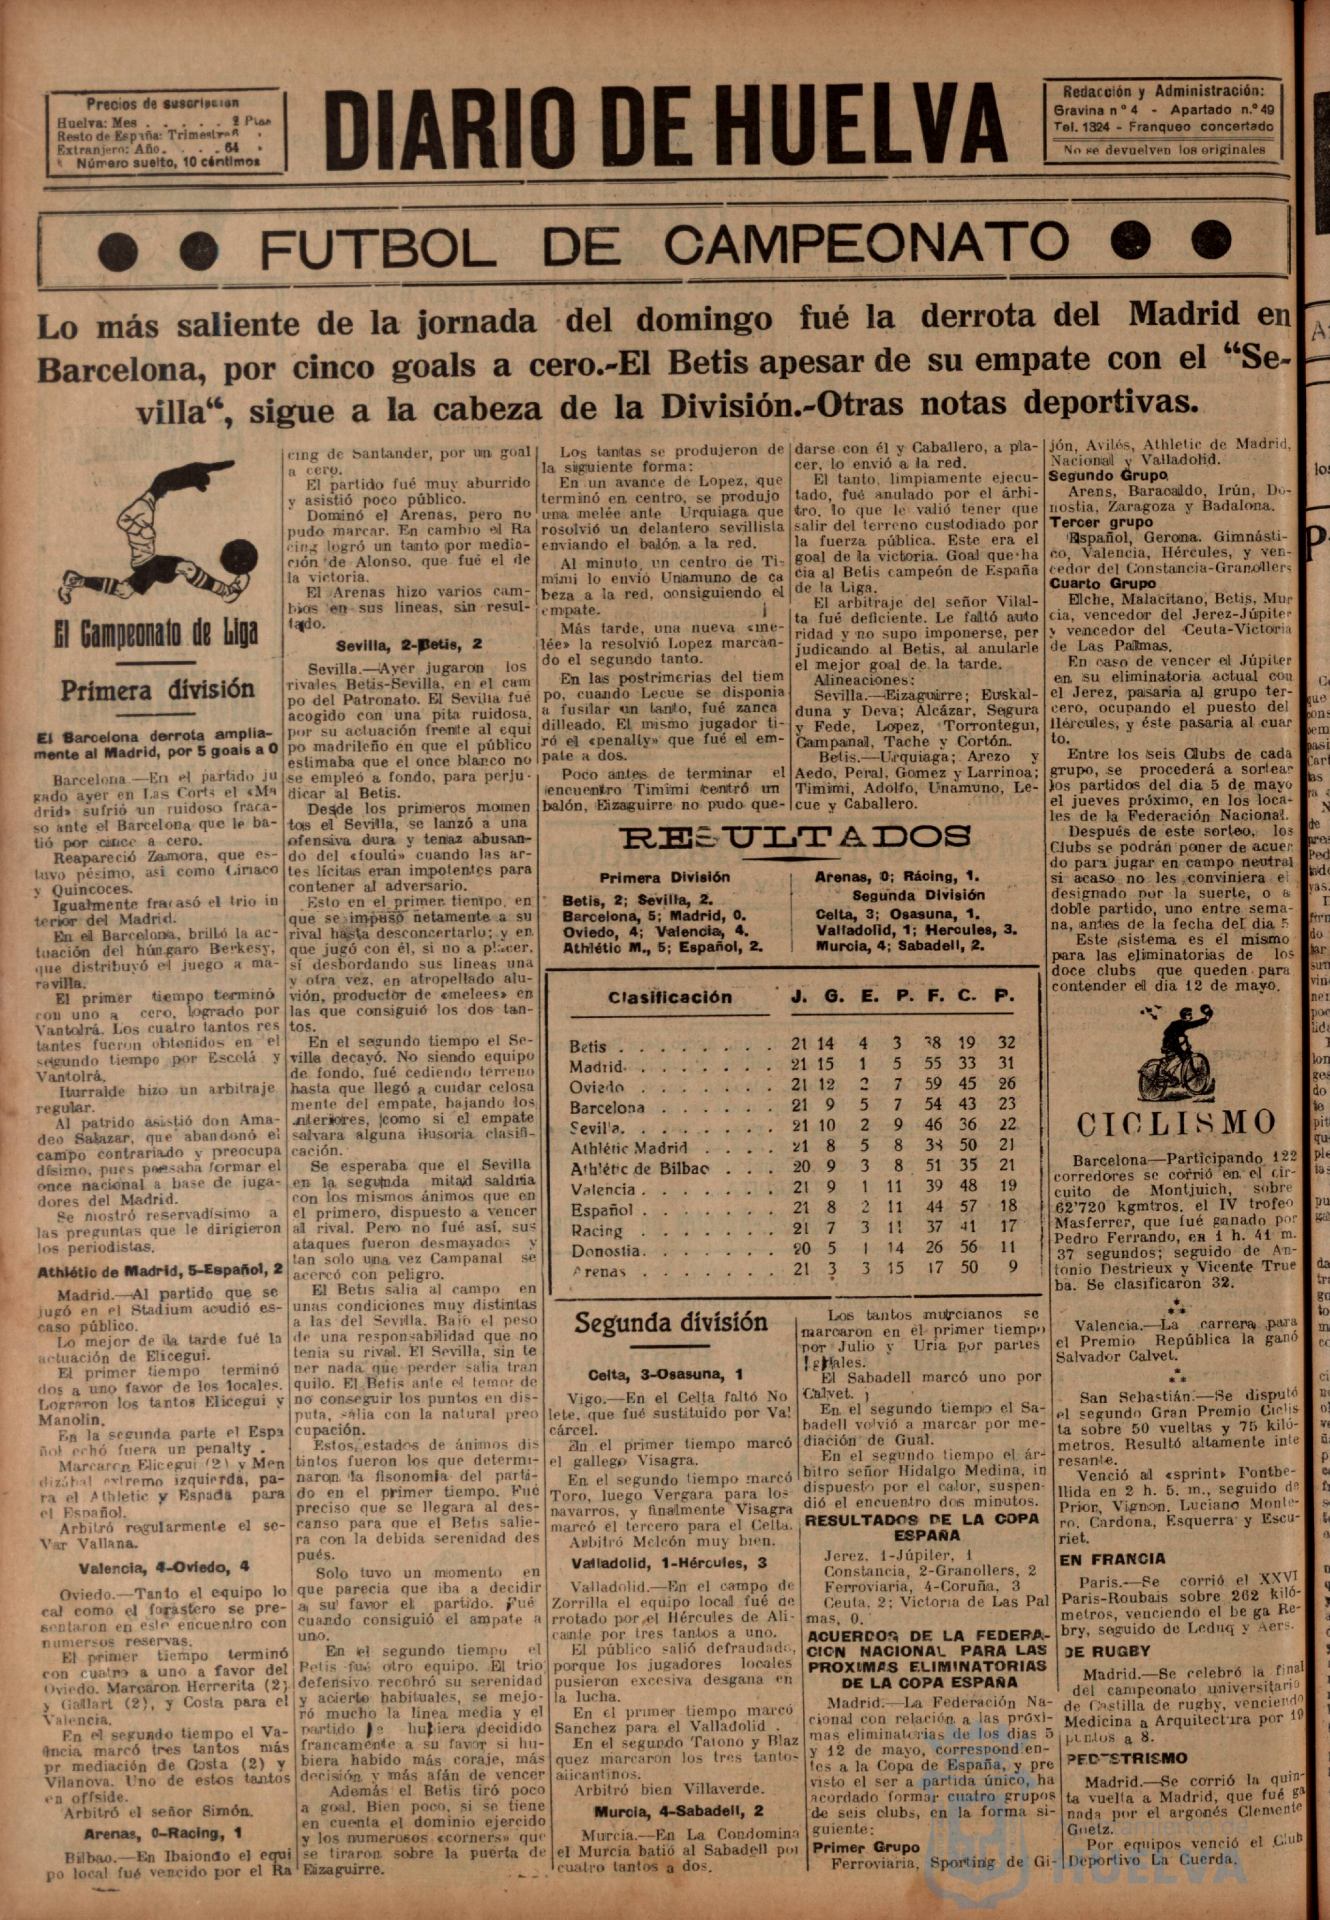 Precios de suscripción
Huelva: Mes . . . . . 2 Ptas
Resto de España: Trimestre 6 »
Extranjero: Año. . . . 64 »
Número suelto, 10 céntimos
DIARIO DE HUELVA
Redacción y Administración:
Gravina nº 4 - Apartado n.º 49
Tel. 1324 - Franqueo concertado
No se devuelven los originales
FUTBOL DE CAMPEONATO
Lo más saliente de la jornada del domingo fué la derrota del Madrid en
Barcelona, por cinco goals a cero.-El Betis apesar de su empate con el “Se-
villa“, sigue a la cabeza de la División.-Otras notas deportivas.
El Campeonato de Liga
Primera división
El Barcelona derrota amplia-
mente al Madrid, por 5 goals a 0
Barcelona.—En el partido ju
gado ayer en Las Corts el «Ma
drid» sufrió un ruidoso fraca-
so ante el Barcelona que le ba-
tió por cince a cero.
Reapareció Zamora, que es-
tuvo pésimo, asi como Ciriaco
y Quincoces.
Igualmente fracasó el trio in
terior del Madrid.
En el Barcelona, brilló la ac-
tuación del húngaro Berkesy,
que distribuyó el juego a ma-
ravilla.
El primer tiempo terminó
con uno a cero, logrado por
Vantolrá. Los cuatro tantos res
tantes fueron obtenidos en el
segundo tiempo por Escolá y
Vantolrá.
Iturralde hizo un arbitraje
regular.
Al patrido asistió don Ama-
deo Salazar, que abandonó el
campo contrariado y preocupa
dísimo, pues paesaba formar el
once nacional a base de juga-
dores del Madrid.
Se mostró reservadísimo a
las preguntas que le dirigieron
los periodistas.
Athlétic de Madrid, 5-Español, 2
Madrid.—Al partido que se
jugó en el Stadium acudió es-
caso público.
Lo mejor de la tarde fué la
actuación de Elicegui.
El primer tiempo terminó
dos a uno favor de los locales.
Lograron los tantos Elicegui y
Manolin.
En la segunda parte el Espa
ñol echó fuera un penalty .
Marcaren Elicegui (2) y Men
dizábal extremo izquierda, pa-
ra el Athletic y Espada para
el Español.
Arbitró regularmente el se-
Var Vallana.
Valencia, 4-Oviedo, 4
Oviedo.—Tanto el equipo lo
cal como el forastero se pre-
sentaron en este encuentro con
numersos reservas.
El primer tiempo terminó
con cuatro a uno a favor del
Oviedo. Marcaron Herrerita (2)
y Gallart (2), y Costa para el
Valencia.
En el segundo tiempo el Va-
encia marcó tres tantos más
pr mediación de Costa (2) y
Vilanova. Uno de estos tantos
en offside.
Arbitró el señor Simón.
Arenas, 0-Racing, 1
Bilbao.—En Ibaiondo el equi
po local fué vencido por el Ra
cing de Santander, por un goal
a cero.
El partido fué muy aburrido
y asistió poco público.
Dominó el Arenas, pero no
pudo marcar. En cambio el Ra
cing logró un tanto por media-
ción de Alonso, que fué el de
la victoria.
El Arenas hizo varios cam-
bios en sus lineas, sin resul-
tado.
Sevilla, 2-Betis, 2
Sevilla.—Ayer jugaron los
rivales Betis-Sevilla, en el cam
po del Patronato. El Sevilla fué
acogido con una pita ruidosa,
por su actuación frente al equi
po madrileño en que el público
estimaba que el once blanco no
se empleó a fondo, para perju-
dicar al Betis.
Desde los primeros momen
tos el Sevilla, se lanzó a una
ofensiva dura y tenaz abusan-
do del «foula» cuando las ar-
tes lícitas eran impotentes para
contener al adversario.
Esto en el primer tiempo, en
que se impuso netamente a su
rival hasta desconcertarlo; y en
que jugó con él, si no a placer,
sí desbordando sus lineas una
y otra vez, en atropellado alu-
vión, productor de «melees» en
las que consiguió los dos tan-
tos.
En el segundo tiempo el Se-
villa decayó. No siendo equipo
de fondo, fué cediendo terreno
hasta que llegó a cuidar celosa
mente del empate, bajando los
interiores, como si el empate
salvara alguna ilusoria clasifi-
cación.
Se esperaba que el Sevilla
en la segunda mitad saldría
con los mismos ánimos que en
el primero, dispuesto a vencer
al rival. Pero no fué así, sus
ataques fueron desmayados y
tan solo una vez Campanal se
acercó con peligro.
El Betis salía al campo en
unas condiciones muy distintas
a las del Sevilla. Bajo el peso
de una responsabilidad que no
tenia su rival. El Sevilla, sin te
ner nada que perder salia tran
quilo. El Betis ante el temor de
no conseguir los puntos en dis-
puta, salia con la natural preo
cupación.
Estos estados de ánimos dis
tintos fueron los que determi-
naron la fisonomia del parti-
do en el primer tiempo. Fué
preciso que se llegara al des-
canso para que el Betis salie-
ra con la debida serenidad des
pués.
Solo tuvo un momento en
que parecia que iba a decidir
a su favor el partido. Fué
cuando consiguió el ampate a
uno.
En el segundo tiempo el
Betis fué otro equipo. El trio
defensivo recobró su serenidad
y acierto habituales, se mejo-
ró mucho la linea media y el
partido se hubiera decidido
francamente a su favor si hu-
biera habido más coraje, más
decisión y más afán de vencer
Además el Betis tiró poco
a goal. Bien poco, si se tiene
en cuenta el dominio ejercido
y los numerosos «corners» que
se tiraron sobre la puerta de
Eizaguirre.
Los tantas se produjeron de
la siguiente forma:
En un avance de Lopez, que
terminó en centro, se produjo
una melée ante Urquiaga que
rosolvió un delantero sevillista
enviando el balón a la red.
Al minuto, un centro de Ti-
mimi lo envió Unamuno de ca
beza a la red, consiguiendo el
empate.
Más tarde, una nueva «me-
lée» la resolvió Lopez marcan-
do el segundo tanto.
En las postrimerias del tiem
po, cuando Lecue se disponia
a fusilar un tanto, fué zanca
dilleado. El mismo jugador ti-
ró el «penalty» que fué el em-
pate a dos.
Poco antes de terminar el
encuentro Timimi centró un
balón, Eizaguirre no pudo que-
darse con él y Caballero, a pla-
cer, lo envió a la red.
El tanto, limpiamente ejecu-
tado, fué anulado por el árbi-
tro, lo que le valió tener que
salir del terreno custodiado por
la fuerza pública. Este era el
goal de la victoria. Goal que ha
cia al Betis campeón de España
de la Liga.
El arbitraje del señor Vilal-
ta fué deficiente. Le faltó auto
ridad y no supo imponerse, per
judicando al Betis, al anularle
el mejor goal de la tarde.
Alineaciones:
Sevilla.—Eizaguirre; Euskal-
duna y Deva; Alcázar, Segura
y Fede, Lopez, Torrontegui,
Campanal, Tache y Cortón.
Betis.—Urquiaga; Arezo y
Aedo, Peral, Gomez y Larrinoa;
Timimi, Adolfo, Unamuno, Le-
cue y Caballero.
RESULTADOS
Primera División
Betis, 2; Sevilla, 2.
Barcelona, 5; Madrid, 0.
Oviedo, 4; Valencia, 4.
Athlétic M., 5; Español, 2.
Arenas, 0; Rácing, 1.
Segunda División
Celta, 3; Osasuna, 1.
Valladolid, 1; Hercules, 3.
Murcia, 4; Sabadell, 2.
Clasificación J. G. E. P. F. C. P.
Betis . . . . . . . . 21 14 4 3 38 19 32
Madrid. . . . . . . . 21 15 1 5 55 33 31
Oviedo . . . . . . . 21 12 2 7 59 45 26
Barcelona . . . . . . 21 9 5 7 54 43 23
Sevilla. . . . . . . . 21 10 2 9 46 36 22
Athlétic Madrid . . . . 21 8 5 8 38 50 21
Athlétic de Bilbao . . . 20 9 3 8 51 35 21
Valencia . . . . . . . 21 9 1 11 39 48 19
Español . . . . . . . 21 8 2 11 44 57 18
Racing . . . . . . . 21 7 3 11 37 41 17
Donostia. . . . . . . 20 5 1 14 26 56 11
Arenas . . . . . . . 21 3 3 15 17 50 9
Segunda división
Celta, 3-Osasuna, 1
Vigo.—En el Celta faltó No
lete, que fué sustituido por Val
cárcel.
En el primer tiempo marcó
el gallego Visagra.
En el segundo tiempo marcó
Toro, luego Vergara para los
navarros, y finalmente Visagra
marcó el tercero para el Celta.
Arbitró Melcón muy bien.
Valladolid, 1-Hércules, 3
Valladolid.—En el campo de
Zorrilla el equipo local fué de
rrotado por el Hércules de Ali-
cante por tres tantos a uno.
El público salió defraudado,
porque los jugadores locales
pusieron excesiva desgana en
la lucha.
En el primer tiempo marcó
Sanchez para el Valladolid .
En el segundo Tatono y Blaz
quez marcaron los tres tantos
alicantinos.
Arbitró bien Villaverde.
Murcia, 4-Sabadell, 2
Murcia.—En La Condomina
el Murcia batió al Sabadell por
cuatro tantos a dos.
Los tantos murcianos se
marcaron en el primer tiempo
por Julio y Uria por partes
iguales.
El Sabadell marcó uno por
Calvet.
En el segundo tiempo el Sa-
badell volvió a marcar por me-
diación de Gual.
En el segundo tiempo el ár-
bitro señor Hidalgo Medina, in
dispuesto por el calor, suspen-
dió el encuentro dos minutos.
RESULTADOS DE LA COPA
ESPAÑA
Jerez, 1-Júpiter, 1
Constancia, 2-Granollers, 2
Ferroviaria, 4-Coruña, 3
Ceuta, 2; Victoria de Las Pal
mas, 0.
ACUERDOS DE LA FEDERA-
CION NACIONAL PARA LAS
PROXIMAS ELIMINATORIAS
DE LA COPA ESPAÑA
Madrid.—La Federación Na-
cional con relación a las próxi-
mas eliminatorias de los dias 5
y 12 de mayo, correspondien-
tes a la Copa de España, y pre
visto el ser a partida único, ha
acordado formar cuatro grupos
de seis clubs, en la forma si-
guiente:
Primer Grupo
Ferroviaria, Sporting de Gi-
jón, Avilés, Athletic de Madrid,
Nacional y Valladolid.
Segundo Grupo
Arens, Baracaldo, Irún, Do-
nostia, Zaragoza y Badalona.
Tercer grupo
Español, Gerona, Gimnásti-
co, Valencia, Hércules, y ven-
cedor del Constancia-Granollers
Cuarto Grupo
Elche, Malacitano, Betis, Mur
cia, vencedor del Jerez-Júpiter
y vencedor del Ceuta-Victoria
de Las Palmas,
En caso de vencer el Júpiter
en su eliminatoria actual con
el Jerez, pasaria al grupo ter-
cero, ocupando el puesto del
Hércules, y éste pasaria al cuar
to.
Entre los seis Clubs de cada
grupo, se procederá a sortear
los partidos del dia 5 de mayo
el jueves próximo, en los loca-
les de la Federación Nacional.
Después de este sorteo, los
Clubs se podrán poner de acuer
do para jugar en campo neutral
si acaso no les conviniera el
designado por la suerte, o a
doble partido, uno entre sema-
na, antes de la fecha del dia 5
Este sistema es el mismo
para las eliminatorias de los
doce clubs que queden para
contender el dia 12 de mayo.
CICLISMO
Barcelona—Participando 122
corredores se corrió en el cir-
cuito de Montjuich, sobre
62'720 kgmtros. el IV trofeo
Masferrer, que fué ganado por
Pedro Ferrando, en 1 h. 41 m.
37 segundos; seguido de An-
tonio Destrieux y Vicente True
ba. Se clasificaron 32.
Valencia.—La carrera para
el Premio República la ganó
Salvador Calvet.
San Sebastián.—Se disputó
el segundo Gran Premio Ciclis
ta sobre 50 vueltas y 75 kiló-
metros. Resultó altamente inte
resante.
Venció al «sprint» Fontbe-
llida en 2 h. 5. m., seguido de
Prior, Vignon, Luciano Monte-
ro, Cardona, Esquerra y Escu-
riet.
EN FRANCIA
Paris.—Se corrió el XXVI
Paris-Roubais sobre 262 kiló-
metros, venciendo el be ga Re-
bry, seguido de Leduq y Aers.
DE RUGBY
Madrid.—Se celebró la final
del campeonato universitario
de Castilla de rugby, venciendo
Medicina a Arquitectura por 19
puntos a 8.
PEDESTRISMO
Madrid.—Se corrió la quin-
ta vuelta a Madrid, que fué ga
nada por el argonés Clemente
Goetz.
Por equipos venció el Club
Deportivo La Cuerda.